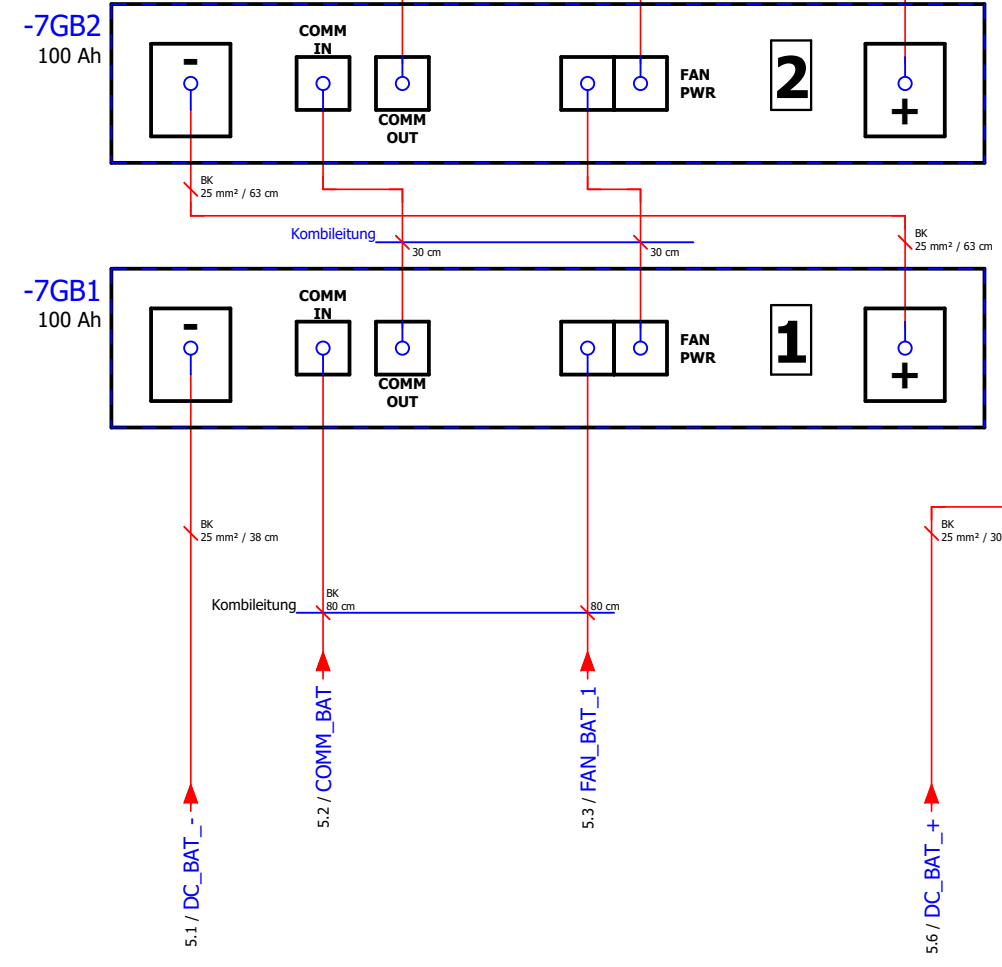 -7GB2
100 Ah
-
COMM
IN
COMM
OUT
FAN
PWR
2
+
BK
25 mm² / 63 cm
Kombileitung
30 cm
30 cm
BK
25 mm² / 63 cm
-7GB1
100 Ah
-
COMM
IN
COMM
OUT
FAN
PWR
1
+
BK
25 mm² / 38 cm
BK
25 mm² / 30
Kombileitung
BK
80 cm
80 cm
5.1 / DC_BAT_-
5.2 / COMM_BAT
5.3 / FAN_BAT_1
5.6 / DC_BAT_+